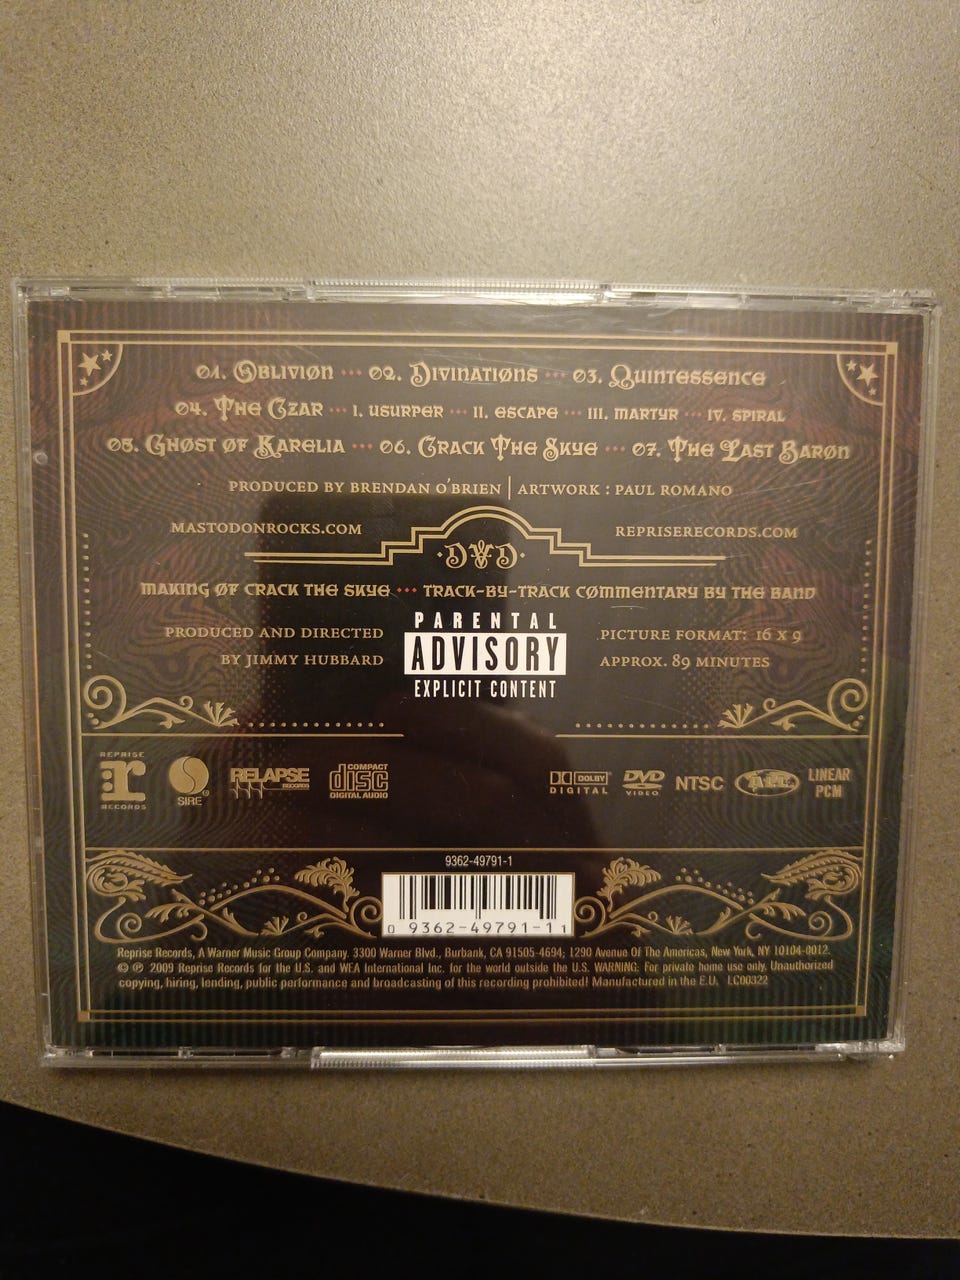 01. Oblivion ··· 02. Divinations ··· 03. Quintessence
04. The Czar ··· I. Usurper ··· II. Escape ··· III. Martyr ··· IV. Spiral
05. Ghøst øf Karelia ··· 06. Crack The Skye ··· 07. The Last Barøn
PRODUCED BY BRENDAN O'BRIEN | ARTWORK : PAUL ROMANO
MASTODONROCKS.COM
REPRISERECORDS.COM
·DVD·
MAKING ØF CRACK THE SKYE ··· TRACK-BY-TRACK CØMMENTARY BY THE BAND
PRODUCED AND DIRECTED
BY JIMMY HUBBARD
PARENTAL
ADVISORY
EXPLICIT CONTENT
PICTURE FORMAT: 16 X 9
APPROX. 89 MINUTES
REPRISE
r
RECORDS
SIRE®
RELAPSE
RECORDS
COMPACT
disc
DIGITAL AUDIO
DOLBY
DIGITAL
DVD
VIDEO
NTSC
ALL
LINEAR
PCM
9362-49791-1
0 9362-49791-1 1
Reprise Records, A Warner Music Group Company. 3300 Warner Blvd., Burbank, CA 91505-4694; 1290 Avenue Of The Americas, New York, NY 10104-0012.
© ℗ 2009 Reprise Records for the U.S. and WEA International Inc. for the world outside the U.S. WARNING: For private home use only. Unauthorized
copying, hiring, lending, public performance and broadcasting of this recording prohibited! Manufactured in the E.U. LC00322